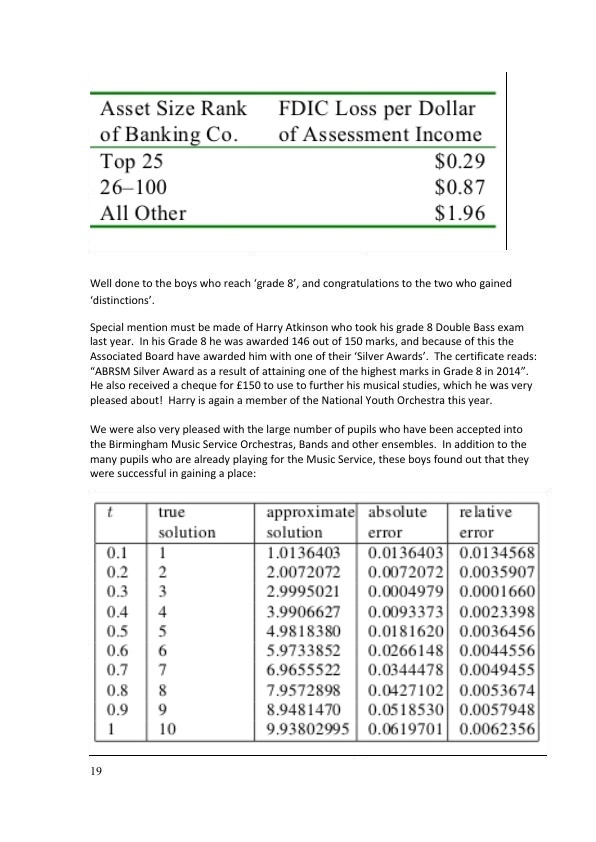 Asset Size Rank FDIC Loss per Dollar
of Banking Co. of Assessment Income
Top 25 $0.29
26–100 $0.87
All Other $1.96
Well done to the boys who reach ‘grade 8’, and congratulations to the two who gained
‘distinctions’.
Special mention must be made of Harry Atkinson who took his grade 8 Double Bass exam
last year. In his Grade 8 he was awarded 146 out of 150 marks, and because of this the
Associated Board have awarded him with one of their ‘Silver Awards’. The certificate reads:
“ABRSM Silver Award as a result of attaining one of the highest marks in Grade 8 in 2014”.
He also received a cheque for £150 to use to further his musical studies, which he was very
pleased about! Harry is again a member of the National Youth Orchestra this year.
We were also very pleased with the large number of pupils who have been accepted into
the Birmingham Music Service Orchestras, Bands and other ensembles. In addition to the
many pupils who are already playing for the Music Service, these boys found out that they
were successful in gaining a place:
t true approximate absolute relative
solution solution error error
0.1 1 1.0136403 0.0136403 0.0134568
0.2 2 2.0072072 0.0072072 0.0035907
0.3 3 2.9995021 0.0004979 0.0001660
0.4 4 3.9906627 0.0093373 0.0023398
0.5 5 4.9818380 0.0181620 0.0036456
0.6 6 5.9733852 0.0266148 0.0044556
0.7 7 6.9655522 0.0344478 0.0049455
0.8 8 7.9572898 0.0427102 0.0053674
0.9 9 8.9481470 0.0518530 0.0057948
1 10 9.93802995 0.0619701 0.0062356
19